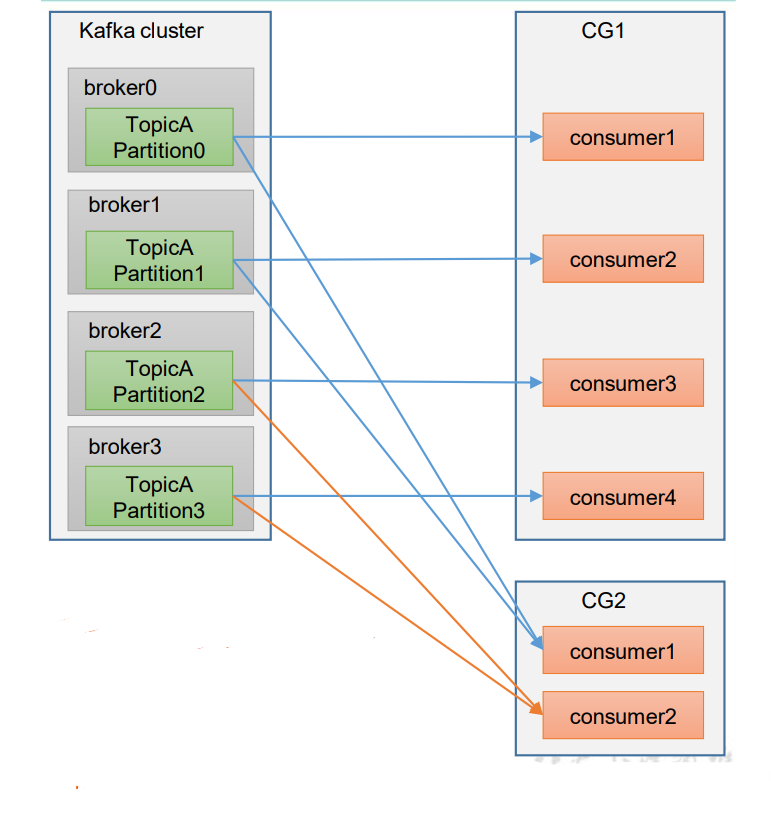 Kafka cluster
broker0
TopicA
Partition0
broker1
TopicA
Partition1
broker2
TopicA
Partition2
broker3
TopicA
Partition3
CG1
consumer1
consumer2
consumer3
consumer4
CG2
consumer1
consumer2